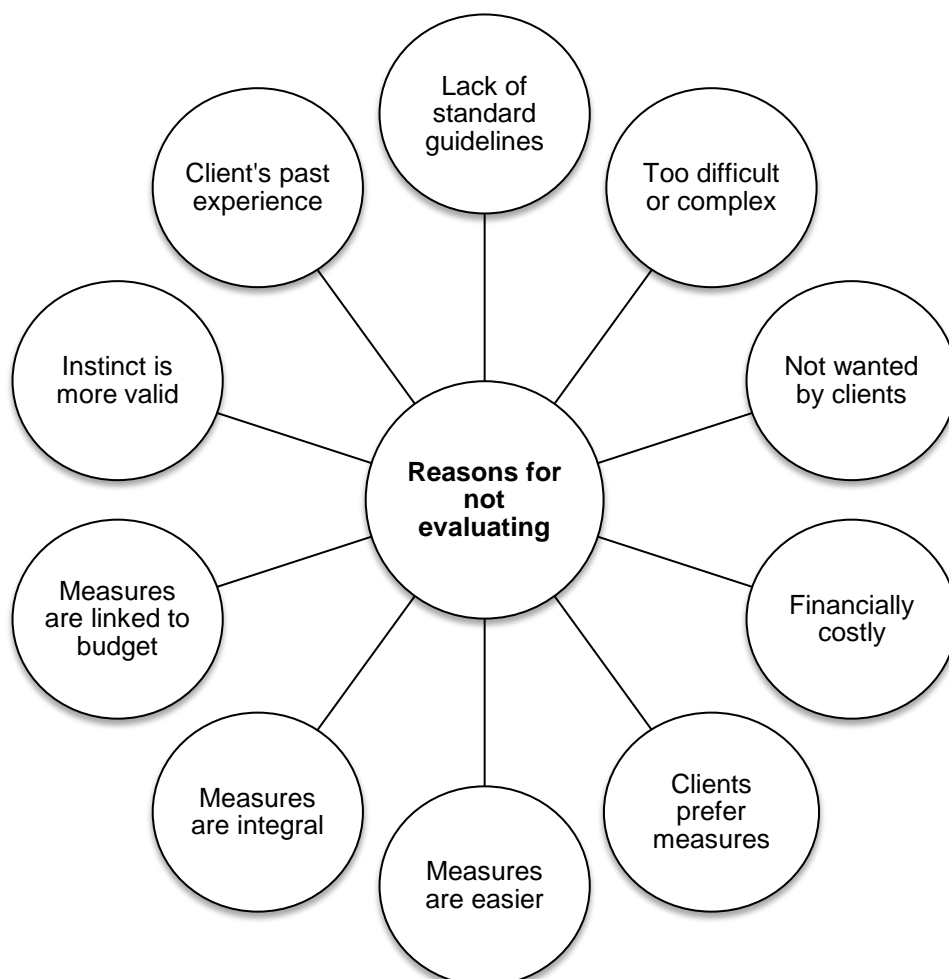 Lack of
standard
guidelines
Too difficult
or complex
Not wanted
by clients
Financially
costly
Clients
prefer
measures
Measures
are easier
Measures
are integral
Measures
are linked to
budget
Instinct is
more valid
Client's past
experience
Reasons for
not
evaluating